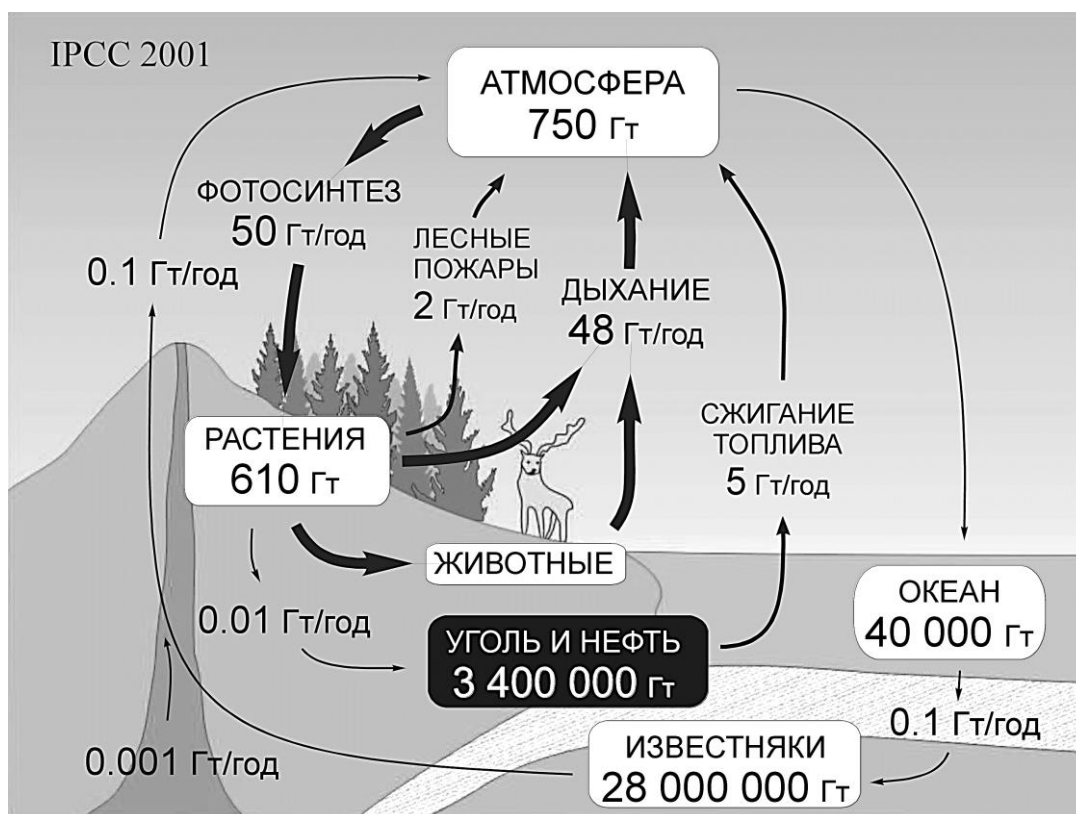 IPCC 2001
АТМОСФЕРА
750 Гт
ФОТОСИНТЕЗ
50 Гт/год
ЛЕСНЫЕ
ПОЖАРЫ
2 Гт/год
0.1 Гт/год
ДЫХАНИЕ
48 Гт/год
СЖИГАНИЕ
ТОПЛИВА
5 Гт/год
РАСТЕНИЯ
610 Гт
ЖИВОТНЫЕ
ОКЕАН
40 000 Гт
0.01 Гт/год
УГОЛЬ И НЕФТЬ
3 400 000 Гт
0.1 Гт/год
0.001 Гт/год
ИЗВЕСТНЯКИ
28 000 000 Гт